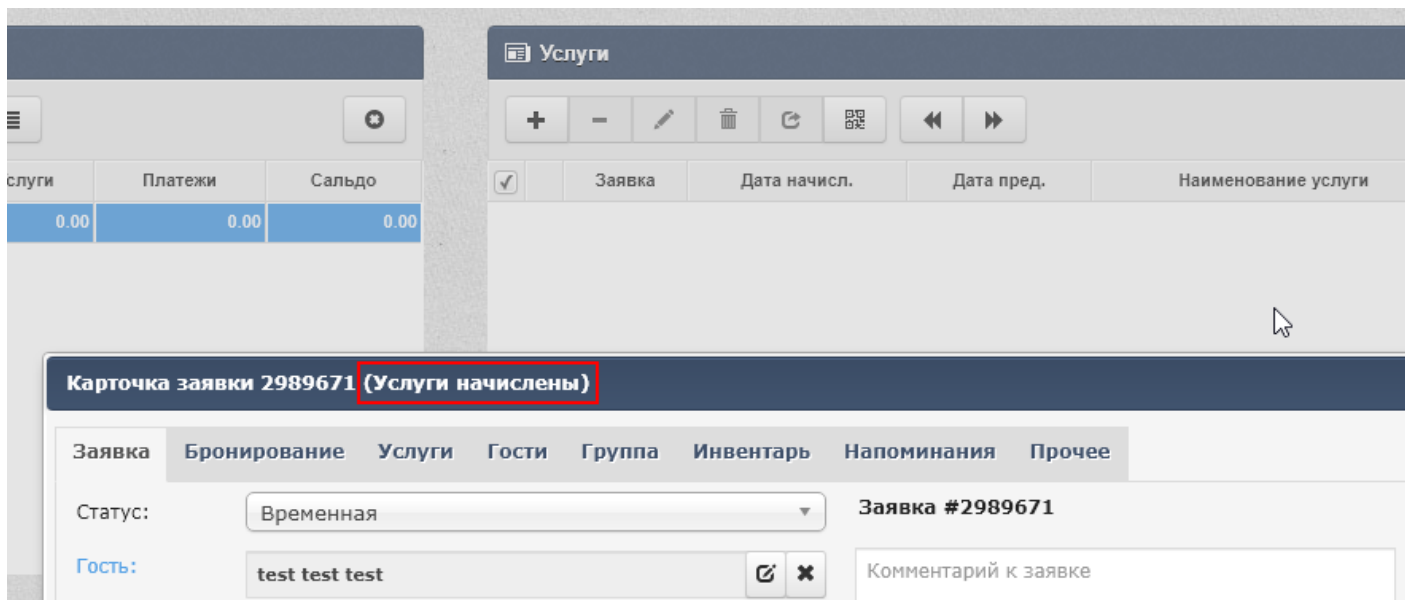 Услуги
слуги Платежи Сальдо
Заявка Дата начисл. Дата пред. Наименование услуги
0.00 0.00 0.00
Карточка заявки 2989671 (Услуги начислены)
Заявка Бронирование Услуги Гости Группа Инвентарь Напоминания Прочее
Статус: Временная
Заявка #2989671
Гость: test test test
Комментарий к заявке